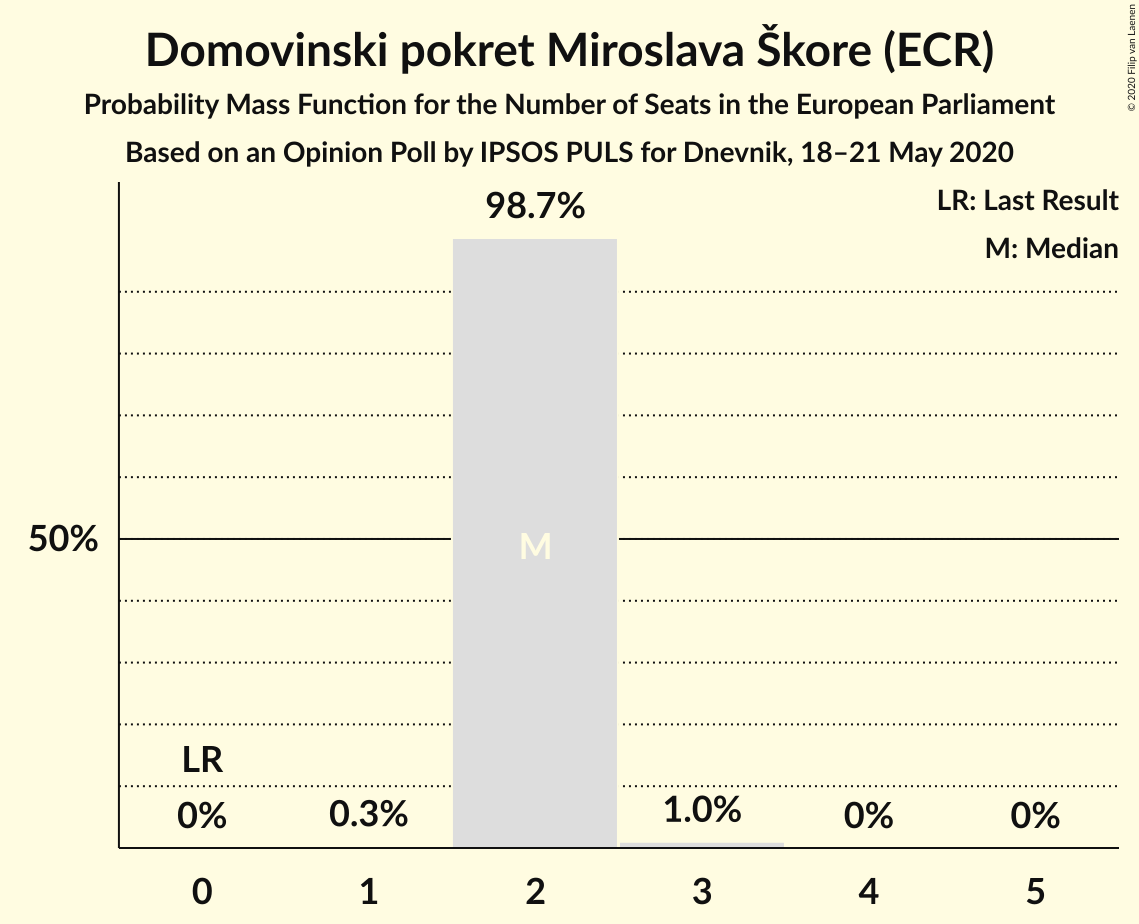 Domovinski pokret Miroslava Škore (ECR)
Probability Mass Function for the Number of Seats in the European Parliament
Based on an Opinion Poll by IPSOS PULS for Dnevnik, 18–21 May 2020
© 2020 Filip van Laenen
LR: Last Result
M: Median
98.7%
50%
M
LR
0%
0.3%
1.0%
0%
0%
0
1
2
3
4
5